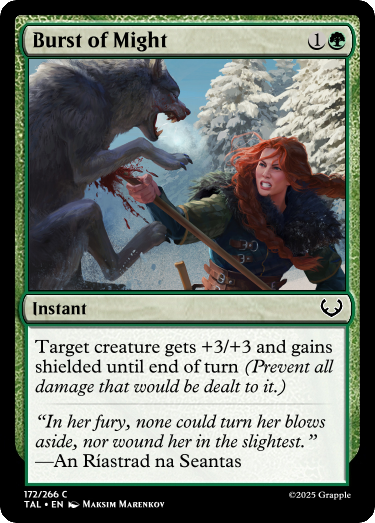 Burst of Might
1
Instant
Target creature gets +3/+3 and gains
shielded until end of turn (Prevent all
damage that would be dealt to it.)
“In her fury, none could turn her blows
aside, nor wound her in the slightest.”
—An Ríastrad na Seantas
172/266 C
TAL • EN Maksim Marenkov
©2025 Grapple